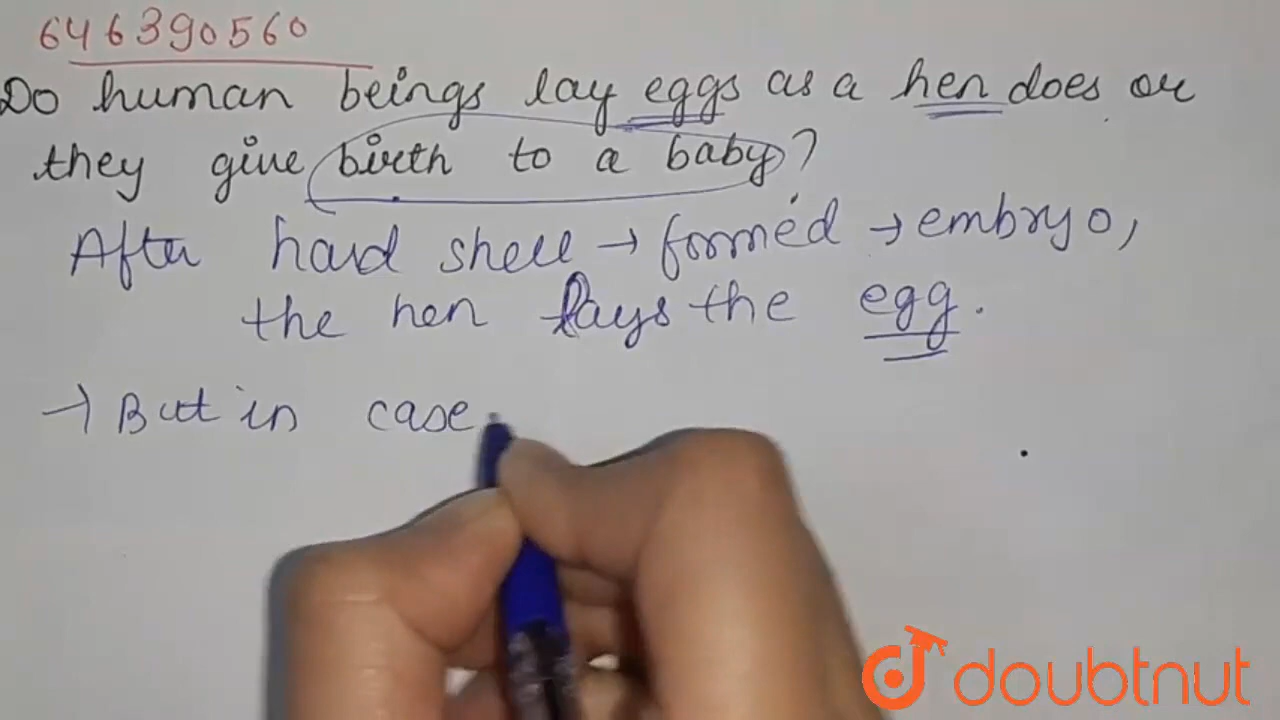 646390560
Do human beings lay eggs as a hen does or
they give birth to a baby?
After hard shell → formed → embryo,
the hen lays the egg.
→ But in case
doubtnut